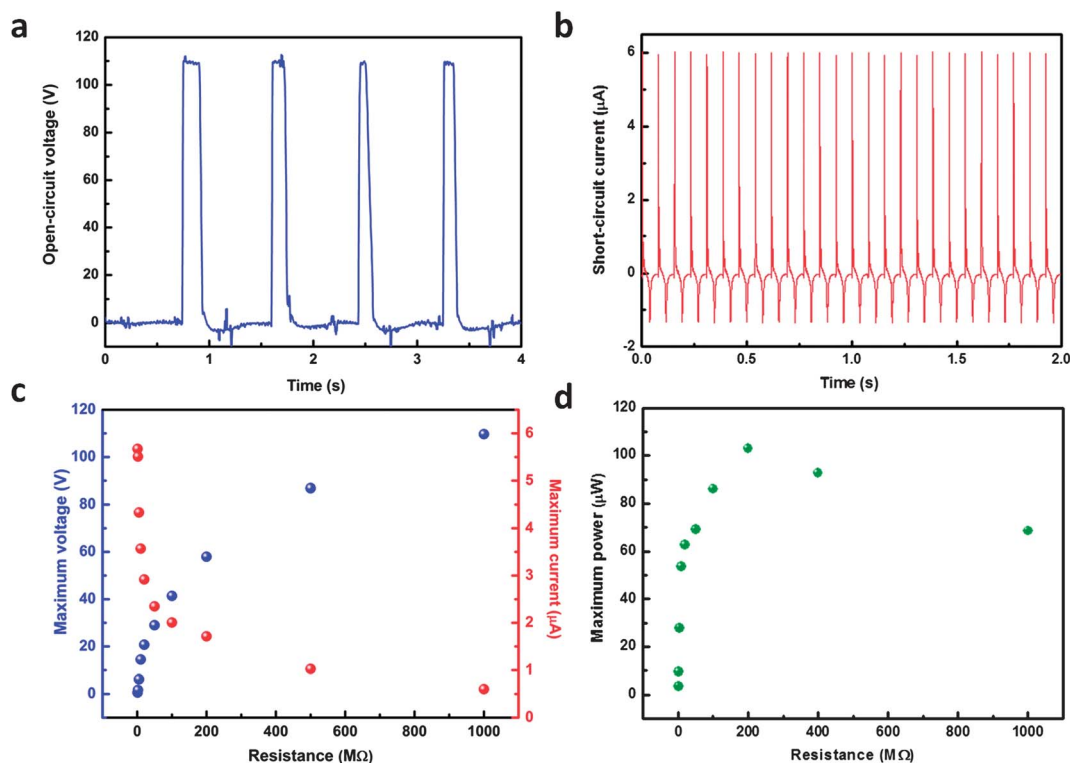 a
120
100
80
60
40
20
0
Open-circuit voltage (V)
0 1 2 3 4
Time (s)
b
6
4
2
0
-2
Short-circuit current (μA)
0.0 0.5 1.0 1.5 2.0
Time (s)
c
120
100
80
60
40
20
0
Maximum voltage (V)
6
5
4
3
2
1
0
Maximum current (μA)
0 200 400 600 800 1000
Resistance (MΩ)
d
120
100
80
60
40
20
0
Maximum power (μW)
0 200 400 600 800 1000
Resistance (MΩ)